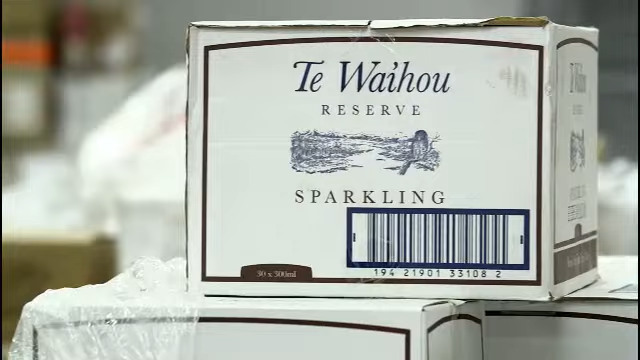 Te Waihou
RESERVE
SPARKLING
194 21901 33108 2
30 x 500ml